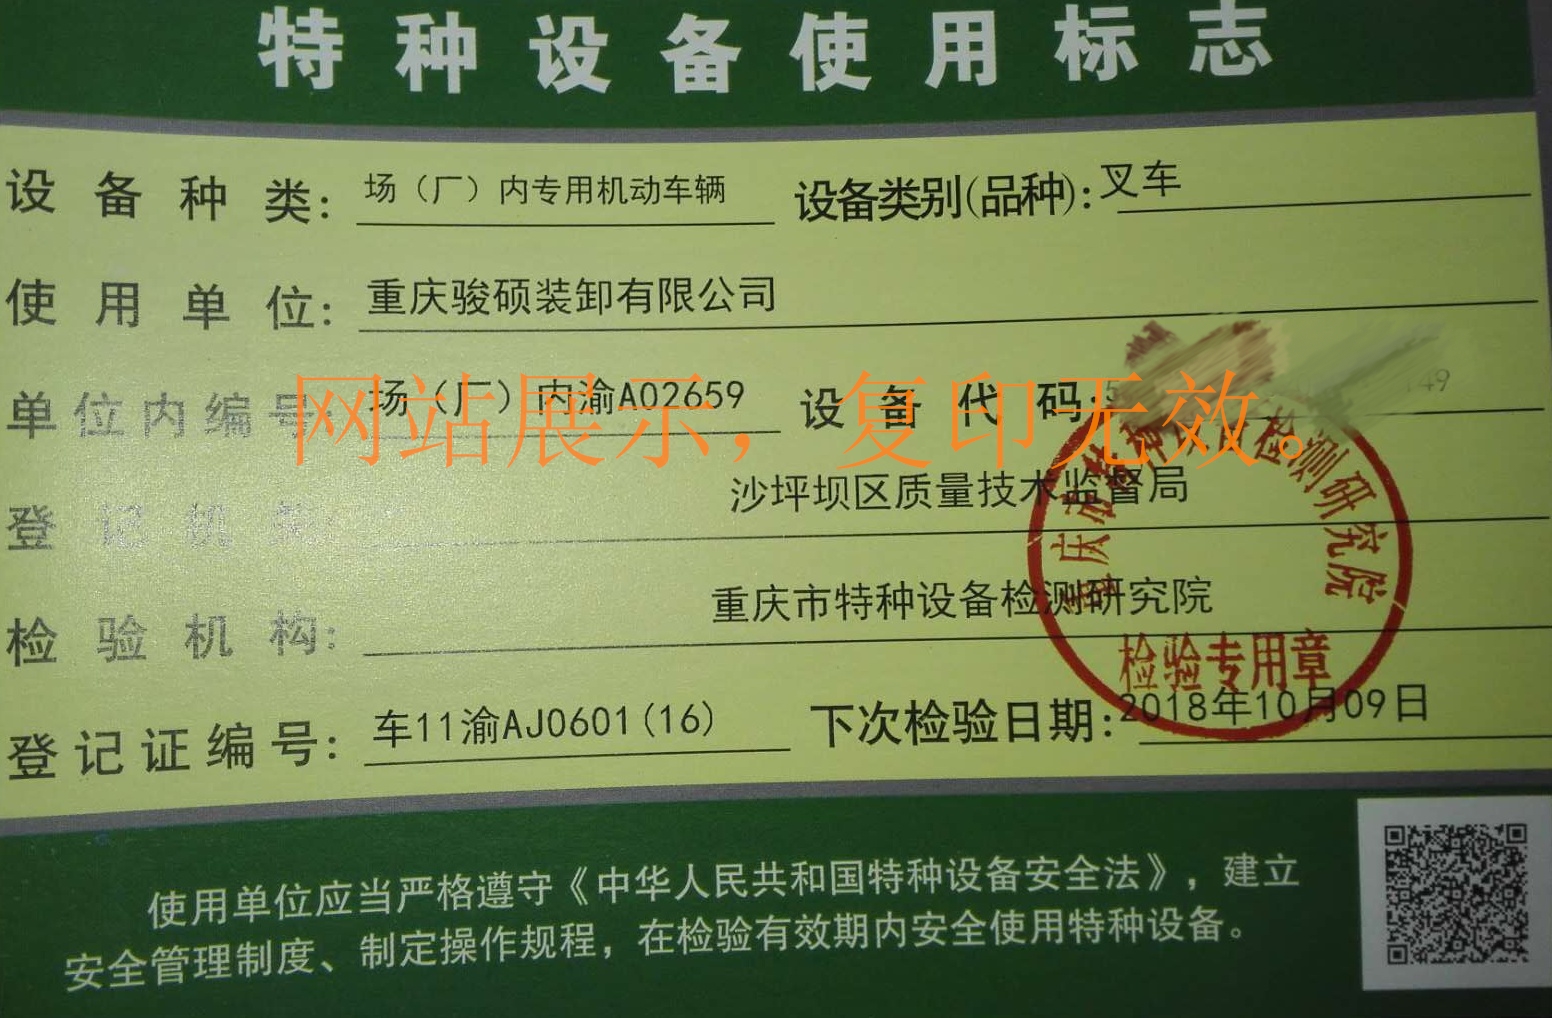 特种设备使用标志
设备种类：场（厂）内专用机动车辆 设备类别(品种)：叉车
使用单位：重庆骏硕装卸有限公司
单位内编号：场（厂）内渝A02659 设备代码：5 149
网站展示，复印无效。
登记机关：沙坪坝区质量技术监督局
检验机构：重庆市特种设备检测研究院
检测研究院
检验专用章
登记证编号：车11渝AJ0601(16) 下次检验日期：2018年10月09日
使用单位应当严格遵守《中华人民共和国特种设备安全法》，建立
安全管理制度、制定操作规程，在检验有效期内安全使用特种设备。